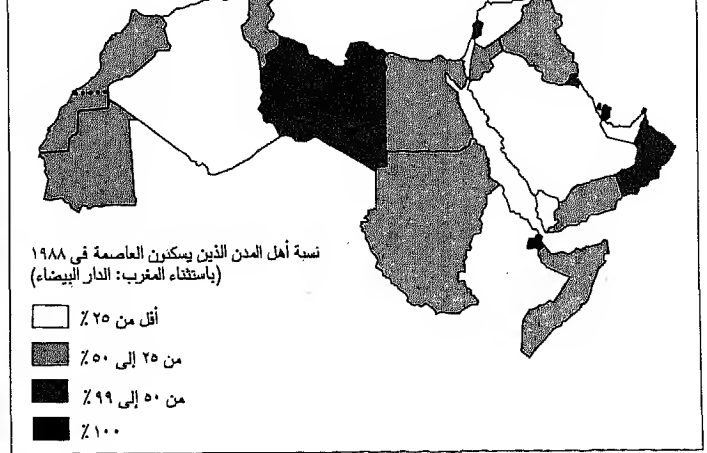 نسبة أهل المدن الذين يسكنون العاصمة فى ١٩٨٨
(باستثناء المغرب: الدار البيضاء)
أقل من ٢٥ ٪
من ٢٥ إلى ٥٠ ٪
من ٥٠ إلى ٩٩ ٪
١٠٠ ٪